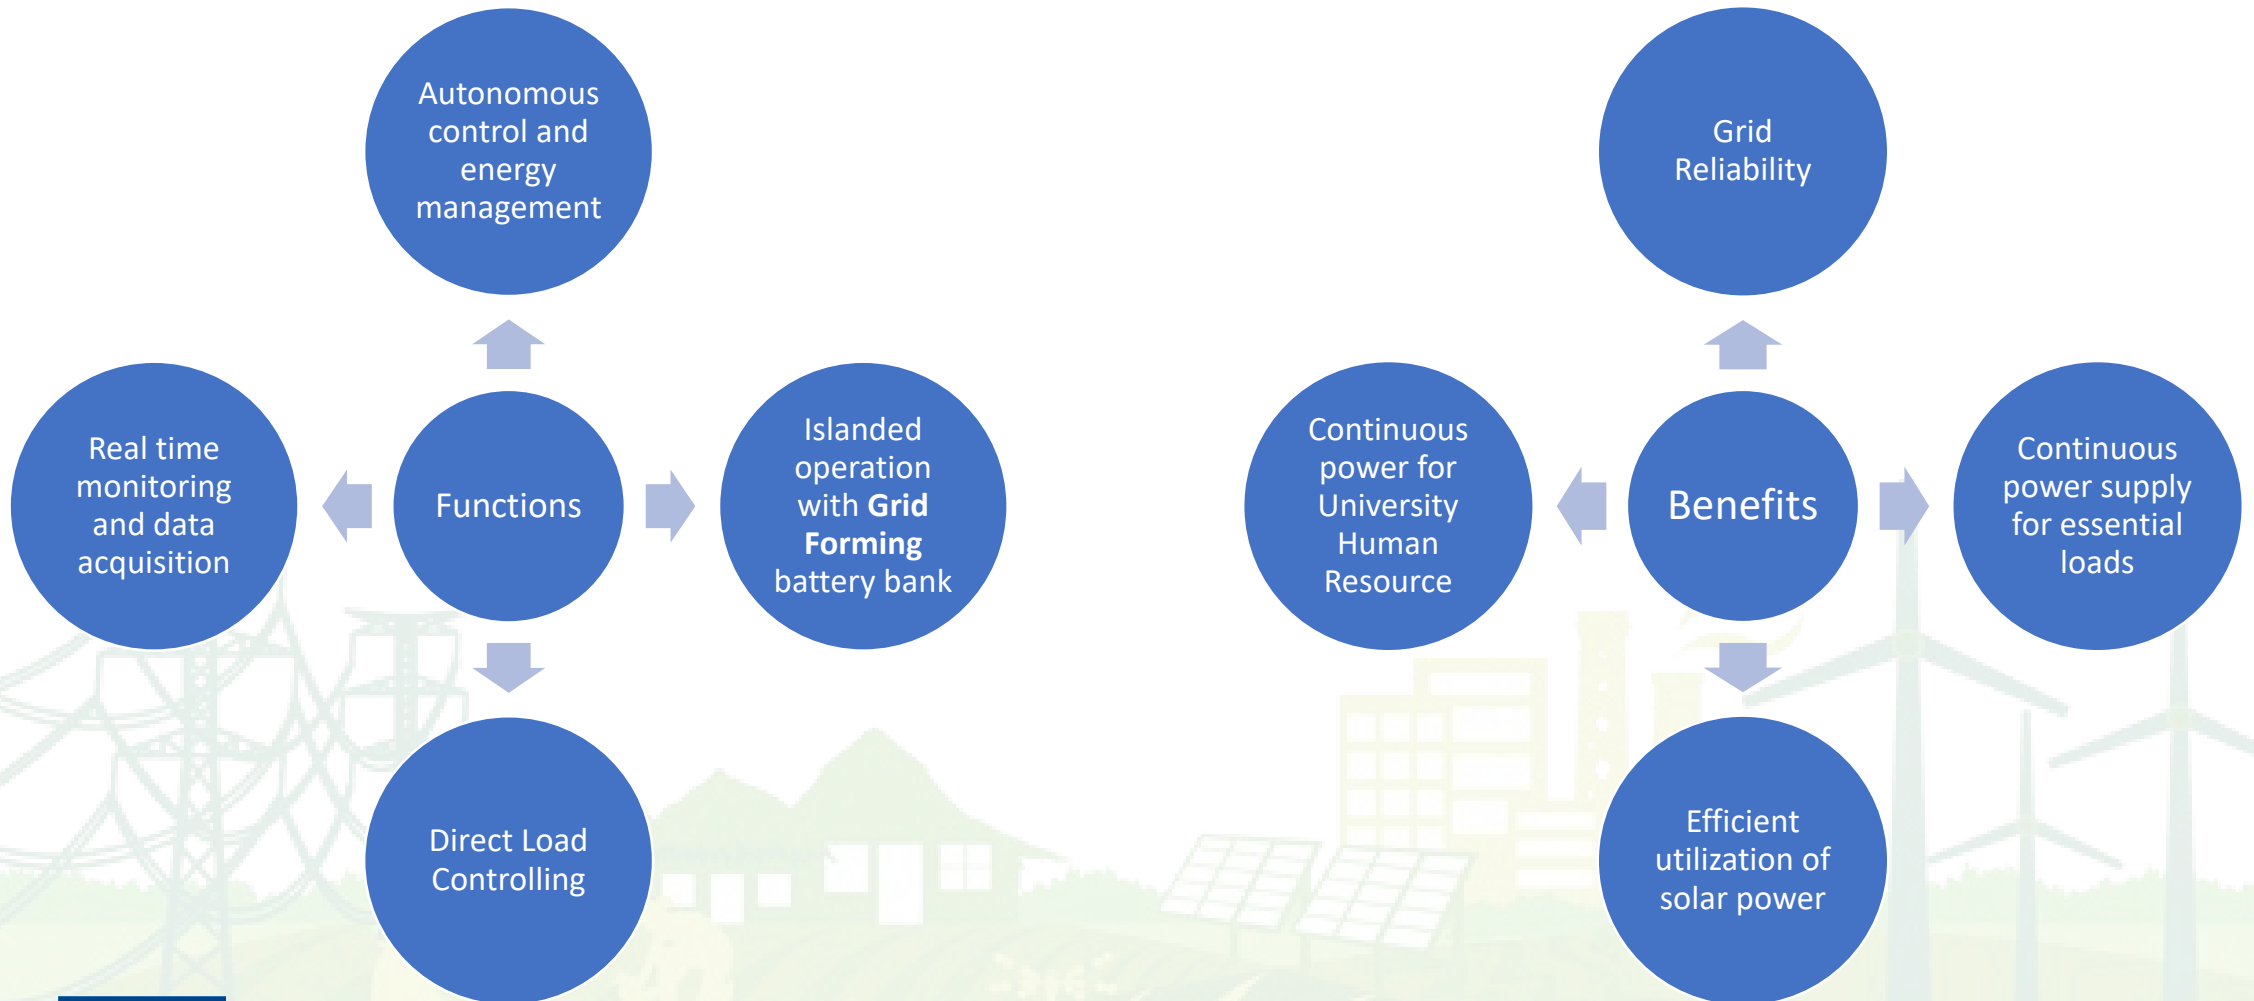 Autonomous
control and
energy
management
Real time
monitoring
and data
acquisition
Functions
Islanded
operation
with Grid
Forming
battery bank
Direct Load
Controlling
Grid
Reliability
Continuous
power for
University
Human
Resource
Benefits
Continuous
power supply
for essential
loads
Efficient
utilization of
solar power